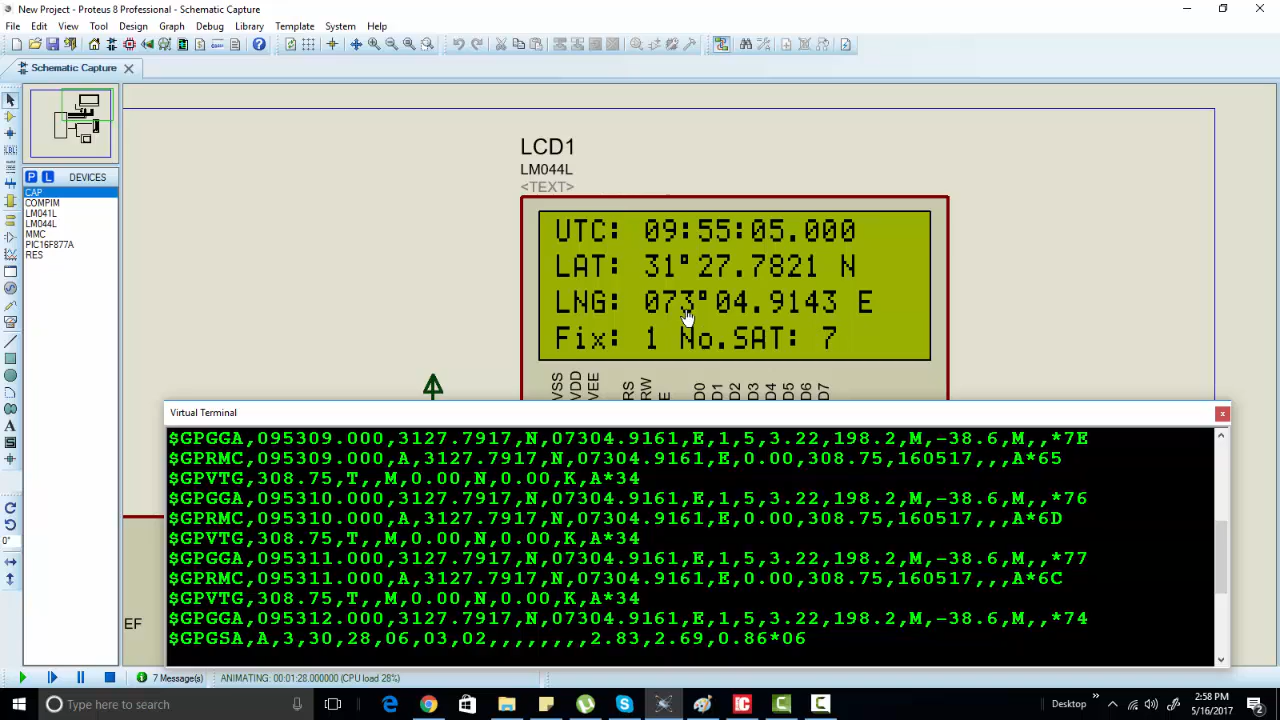 New Project - Proteus 8 Professional - Schematic Capture
File Edit View Tool Design Graph Debug Library Template System Help
Schematic Capture
LCD1
LM044L
<TEXT>
UTC: 09:55:05.000
LAT: 31°27.7821 N
LNG: 073°04.9143 E
Fix: 1 No.SAT: 7
VSS VDD VEE RS RW E D0 D1 D2 D3 D4 D5 D6 D7
P L DEVICES
CAP
COMPIM
LM041L
LM044L
MMC
PIC16F877A
RES
LBL
A
0°
EF
Virtual Terminal
$GPGGA,095309.000,3127.7917,N,07304.9161,E,1,5,3.22,198.2,M,-38.6,M,,*7E
$GPRMC,095309.000,A,3127.7917,N,07304.9161,E,0.00,308.75,160517,,,A*65
$GPVTG,308.75,T,,M,0.00,N,0.00,K,A*34
$GPGGA,095310.000,3127.7917,N,07304.9161,E,1,5,3.22,198.2,M,-38.6,M,,*76
$GPRMC,095310.000,A,3127.7917,N,07304.9161,E,0.00,308.75,160517,,,A*6D
$GPVTG,308.75,T,,M,0.00,N,0.00,K,A*34
$GPGGA,095311.000,3127.7917,N,07304.9161,E,1,5,3.22,198.2,M,-38.6,M,,*77
$GPRMC,095311.000,A,3127.7917,N,07304.9161,E,0.00,308.75,160517,,,A*6C
$GPVTG,308.75,T,,M,0.00,N,0.00,K,A*34
$GPGGA,095312.000,3127.7917,N,07304.9161,E,1,5,3.22,198.2,M,-38.6,M,,*74
$GPGSA,A,3,30,28,06,03,02,,,,,,,,2.83,2.69,0.86*06
7 Message(s) ANIMATING: 00:01:28.000000 (CPU load 28%)
Type here to search
Desktop
2:58 PM
5/16/2017